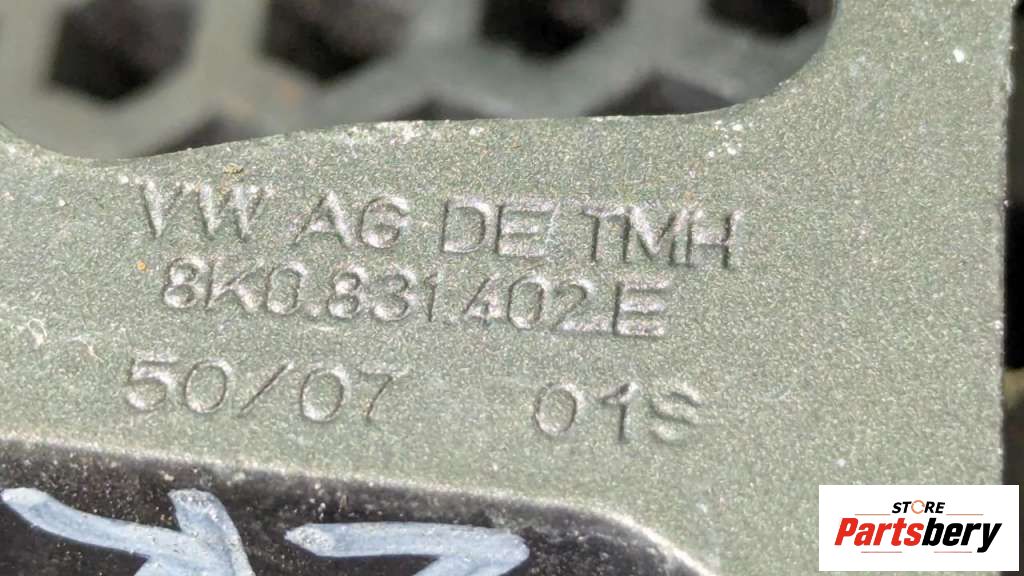 VW AG DE TMH
8K0.831.402.E
50/07 01S
STORE
Partsbery